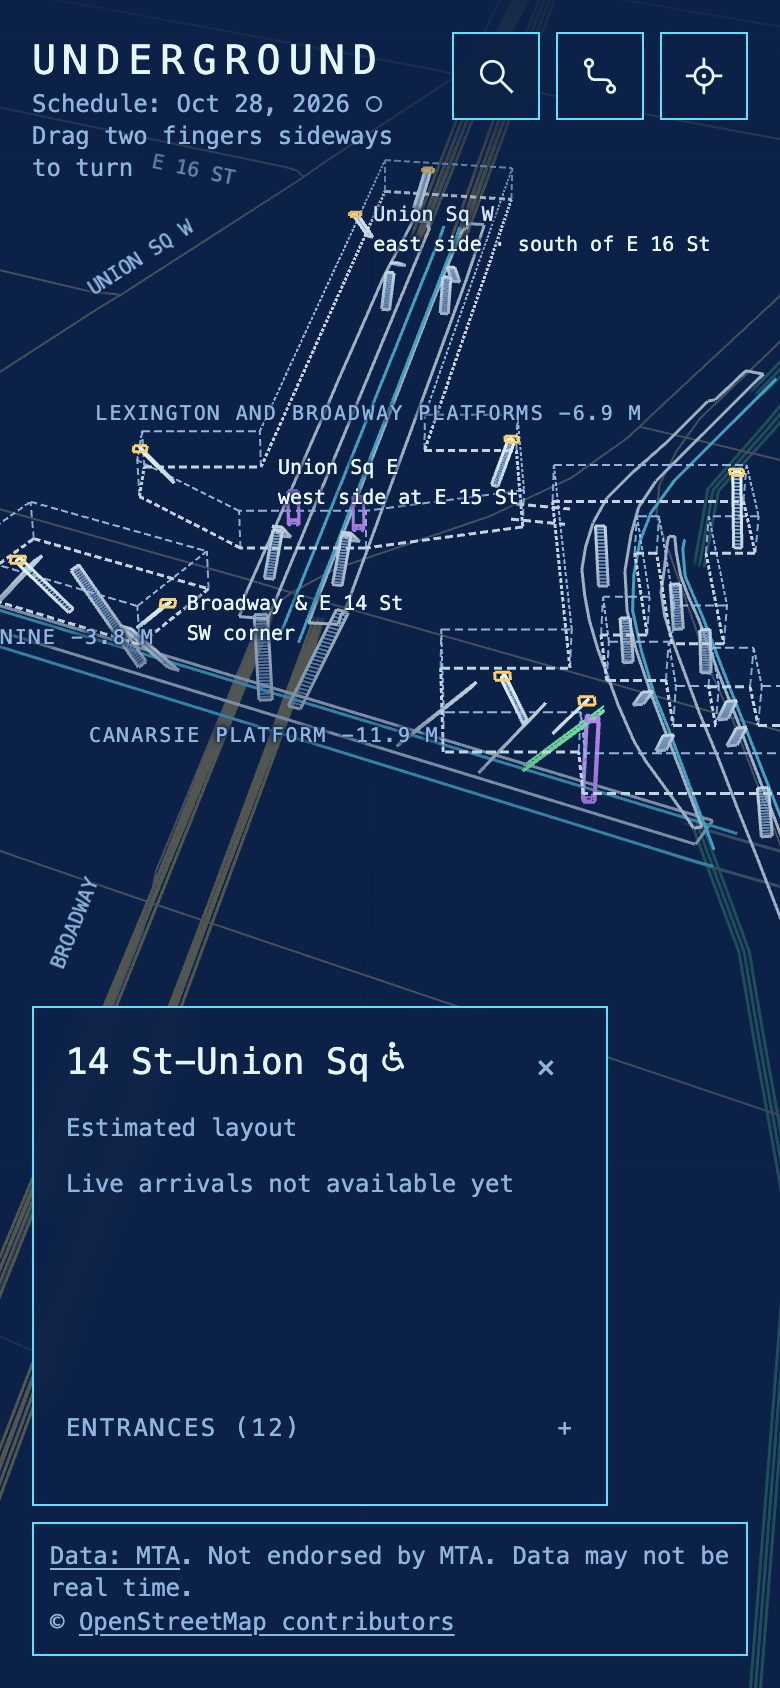 UNDERGROUND
Schedule: Oct 28, 2026
Drag two fingers sideways
to turn
E 16 ST
UNION SQ W
Union Sq W
east side · south of E 16 St
LEXINGTON AND BROADWAY PLATFORMS −6.9 M
Union Sq E
west side at E 15 St
Broadway & E 14 St
SW corner
NINE −3.8 M
CANARSIE PLATFORM −11.9 M
BROADWAY
14 St–Union Sq
×
Estimated layout
Live arrivals not available yet
ENTRANCES (12) +
Data: MTA. Not endorsed by MTA. Data may not be
real time.
© OpenStreetMap contributors